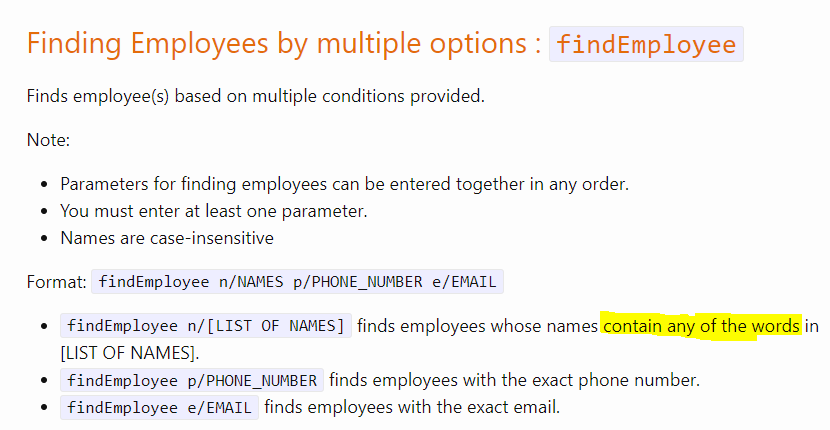 Finding Employees by multiple options : findEmployee
Finds employee(s) based on multiple conditions provided.
Note:
• Parameters for finding employees can be entered together in any order.
• You must enter at least one parameter.
• Names are case-insensitive
Format: findEmployee n/NAMES p/PHONE_NUMBER e/EMAIL
• findEmployee n/[LIST OF NAMES] finds employees whose names contain any of the words in
[LIST OF NAMES].
• findEmployee p/PHONE_NUMBER finds employees with the exact phone number.
• findEmployee e/EMAIL finds employees with the exact email.